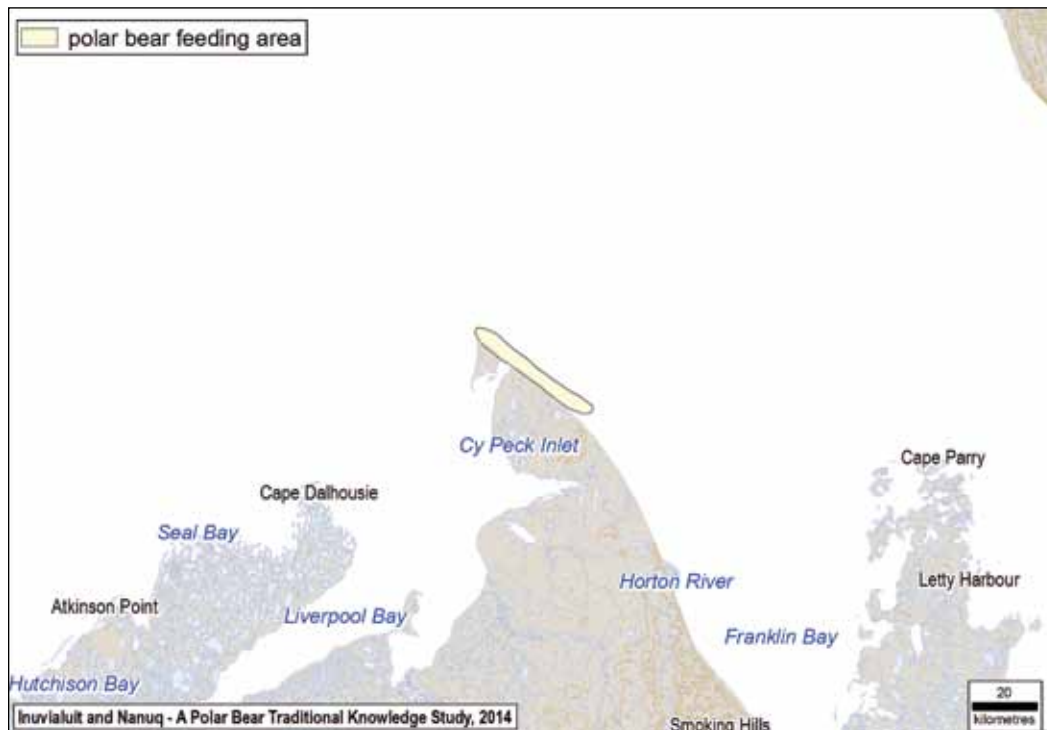 polar bear feeding area
Cy Peck Inlet
Cape Parry
Cape Dalhousie
Seal Bay
Horton River
Letty Harbour
Atkinson Point
Liverpool Bay
Franklin Bay
Hutchison Bay
20
kilometres
Inuvialuit and Nanuq - A Polar Bear Traditional Knowledge Study, 2014
Smoking Hills